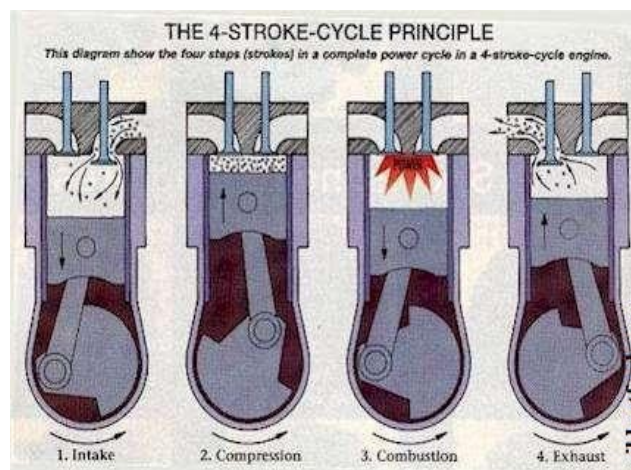 THE 4-STROKE-CYCLE PRINCIPLE
This diagram show the four steps (strokes) in a complete power cycle in a 4-stroke-cycle engine.
POWER
1. Intake
2. Compression
3. Combustion
4. Exhaust